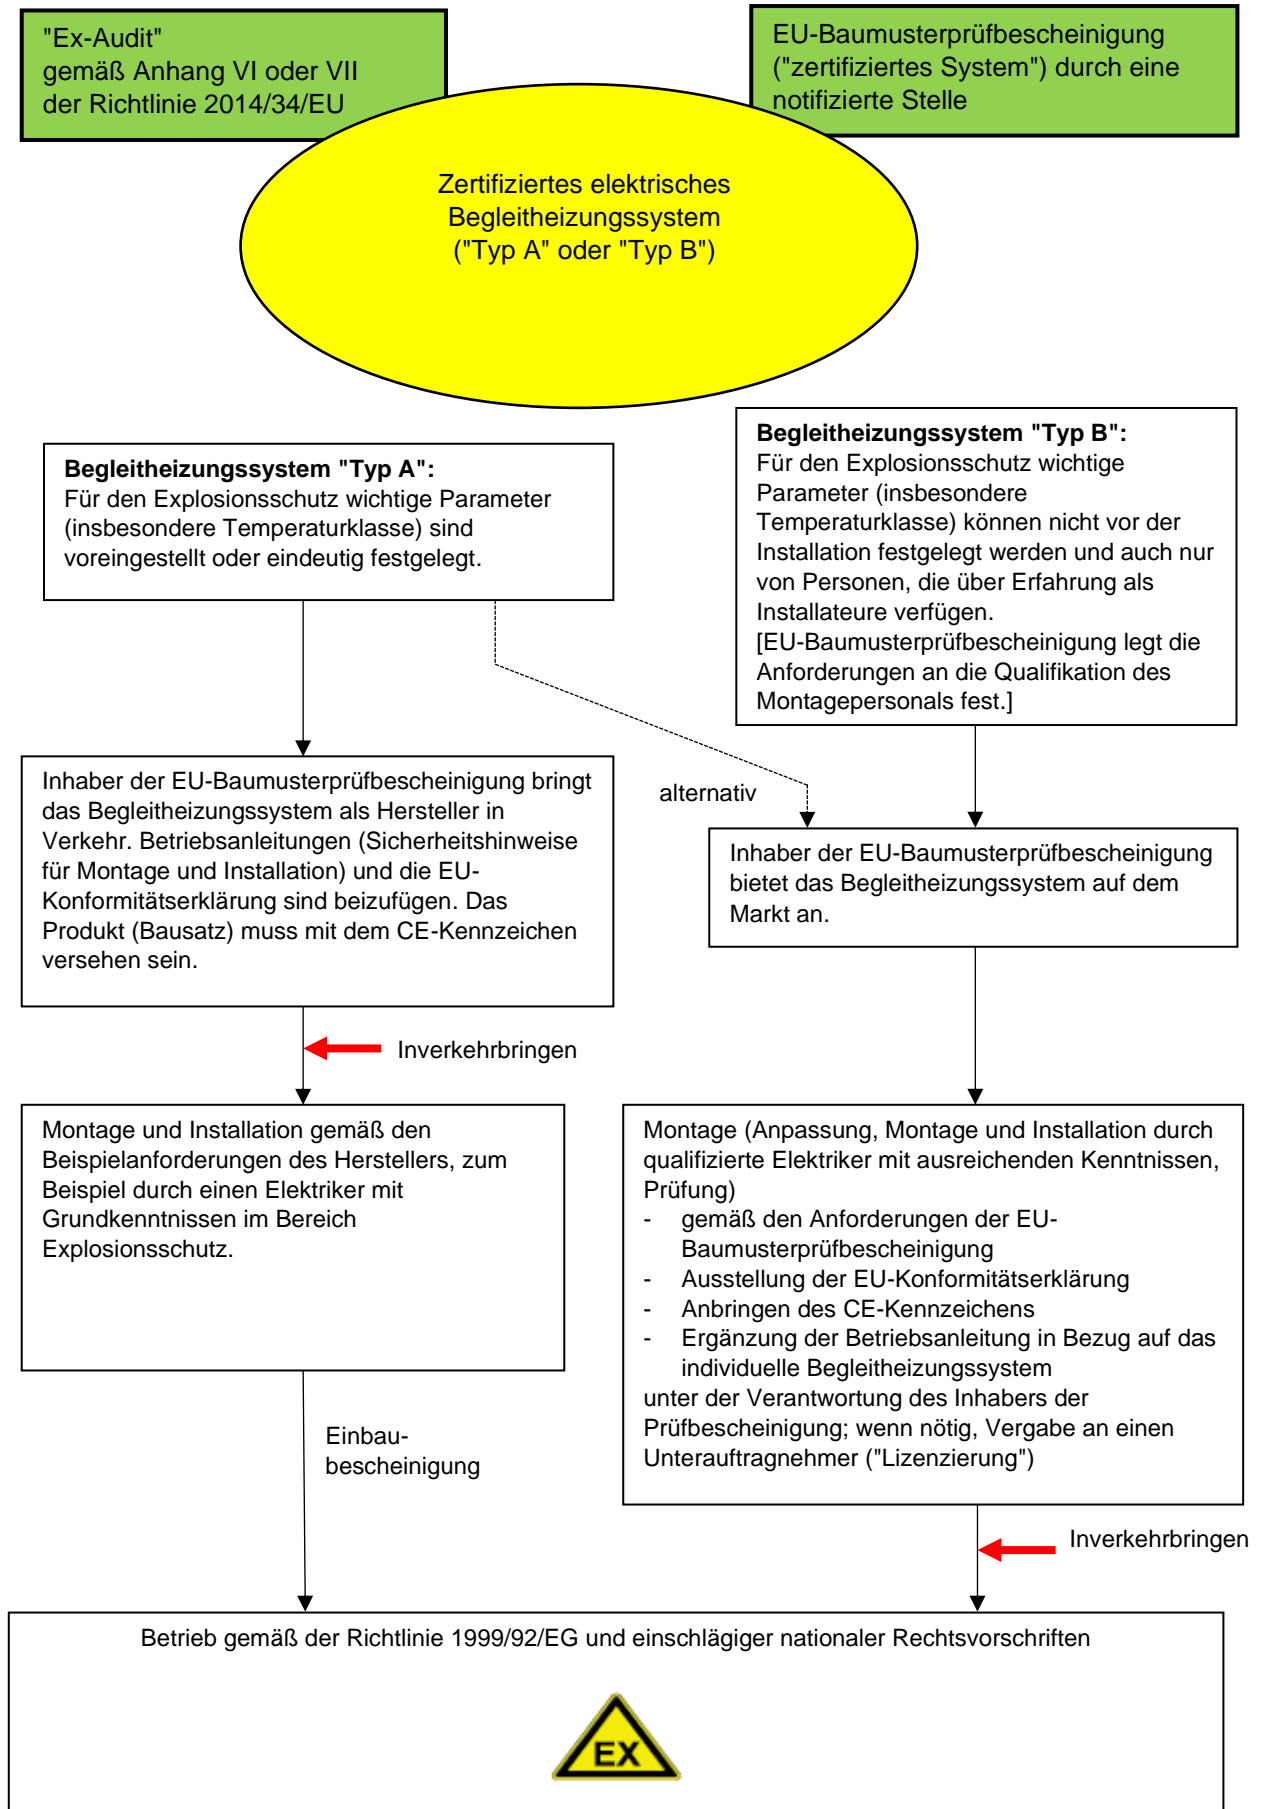 "Ex-Audit"
gemäß Anhang VI oder VII
der Richtlinie 2014/34/EU
EU-Baumusterprüfbescheinigung
("zertifiziertes System") durch eine
notifizierte Stelle
Zertifiziertes elektrisches
Begleitheizungssystem
("Typ A" oder "Typ B")
Begleitheizungssystem "Typ A":
Für den Explosionsschutz wichtige Parameter
(insbesondere Temperaturklasse) sind
voreingestellt oder eindeutig festgelegt.
Begleitheizungssystem "Typ B":
Für den Explosionsschutz wichtige
Parameter (insbesondere
Temperaturklasse) können nicht vor der
Installation festgelegt werden und auch nur
von Personen, die über Erfahrung als
Installateure verfügen.
[EU-Baumusterprüfbescheinigung legt die
Anforderungen an die Qualifikation des
Montagepersonals fest.]
Inhaber der EU-Baumusterprüfbescheinigung bringt
das Begleitheizungssystem als Hersteller in
Verkehr. Betriebsanleitungen (Sicherheitshinweise
für Montage und Installation) und die EU-
Konformitätserklärung sind beizufügen. Das
Produkt (Bausatz) muss mit dem CE-Kennzeichen
versehen sein.
alternativ
Inhaber der EU-Baumusterprüfbescheinigung
bietet das Begleitheizungssystem auf dem
Markt an.
Inverkehrbringen
Montage und Installation gemäß den
Beispielanforderungen des Herstellers, zum
Beispiel durch einen Elektriker mit
Grundkenntnissen im Bereich
Explosionsschutz.
Montage (Anpassung, Montage und Installation durch
qualifizierte Elektriker mit ausreichenden Kenntnissen,
Prüfung)
- gemäß den Anforderungen der EU-
Baumusterprüfbescheinigung
- Ausstellung der EU-Konformitätserklärung
- Anbringen des CE-Kennzeichens
- Ergänzung der Betriebsanleitung in Bezug auf das
individuelle Begleitheizungssystem
unter der Verantwortung des Inhabers der
Prüfbescheinigung; wenn nötig, Vergabe an einen
Unterauftragnehmer ("Lizenzierung")
Einbau-
bescheinigung
Inverkehrbringen
Betrieb gemäß der Richtlinie 1999/92/EG und einschlägiger nationaler Rechtsvorschriften
EX